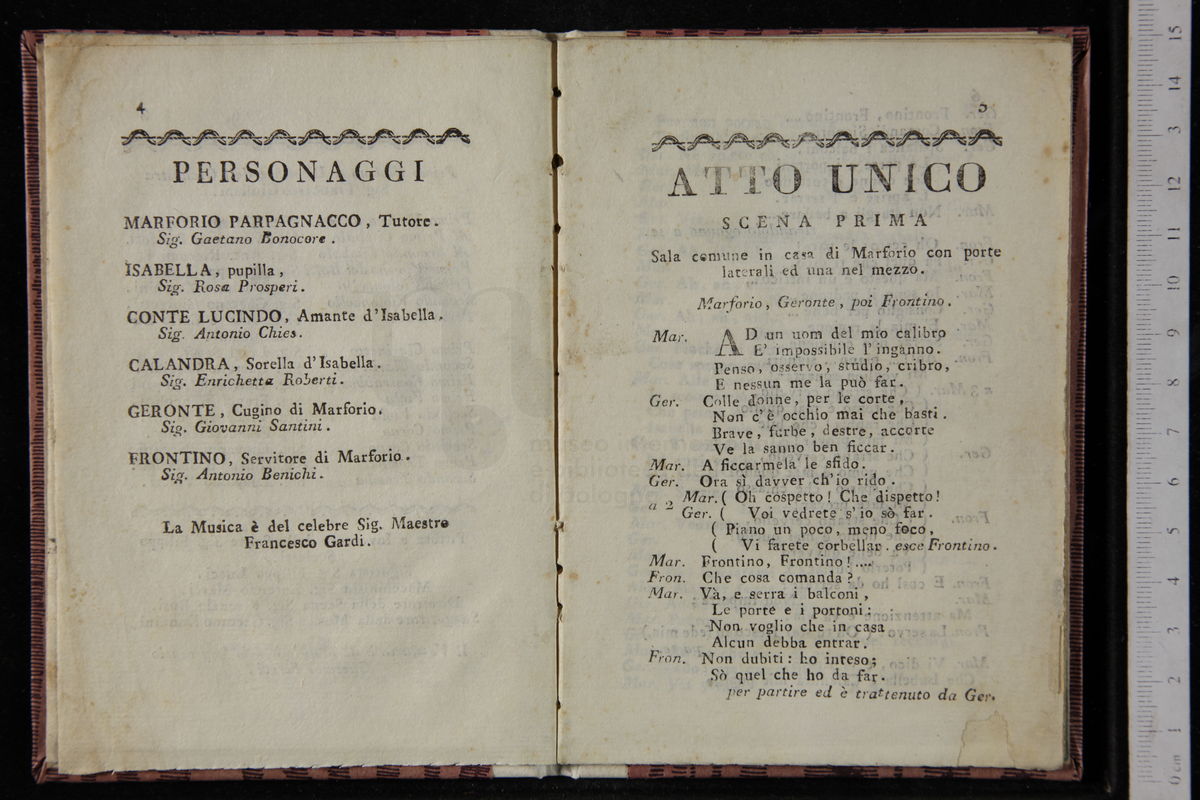 4
PERSONAGGI
MARFORIO PARPAGNACCO, Tutore.
Sig. Gaetano Bonocore.
ISABELLA, pupilla,
Sig. Rosa Prosperi.
CONTE LUCINDO, Amante d'Isabella.
Sig. Antonio Chies.
CALANDRA, Sorella d'Isabella.
Sig. Enrichetta Roberti.
GERONTE, Cugino di Marforio.
Sig. Giovanni Santini.
FRONTINO, Servitore di Marforio.
Sig. Antonio Benichi.
La Musica è del celebre Sig. Maestro
Francesco Gardi.
5
ATTO UNICO
SCENA PRIMA
Sala comune in casa di Marforio con porte
laterali ed una nel mezzo.
Marforio, Geronte, poi Frontino.
Mar. AD un uom del mio calibro
E' impossibile l'inganno.
Penso, osservo, studio, cribro,
E nessun me la può far.
Ger. Colle donne, per le corte,
Non c'è occhio mai che basti.
Brave, furbe, destre, accorte
Ve la sanno ben ficcar.
Mar. A ficcarmela le sfido.
Ger. Ora sì davver ch'io rido.
a 2 Mar. ( Oh cospetto! Che dispetto!
Ger. ( Voi vedrete s'io sò far.
( Piano un poco, meno foco,
( Vi farete corbellar. esce Frontino.
Mar. Frontino, Frontino!....
Fron. Che cosa comanda?
Mar. Và, e serra i balconi,
Le porte e i portoni;
Non voglio che in casa
Alcun debba entrar.
Fron. Non dubiti: ho inteso;
Sò quel che ho da far.
per partire ed è trattenuto da Ger.